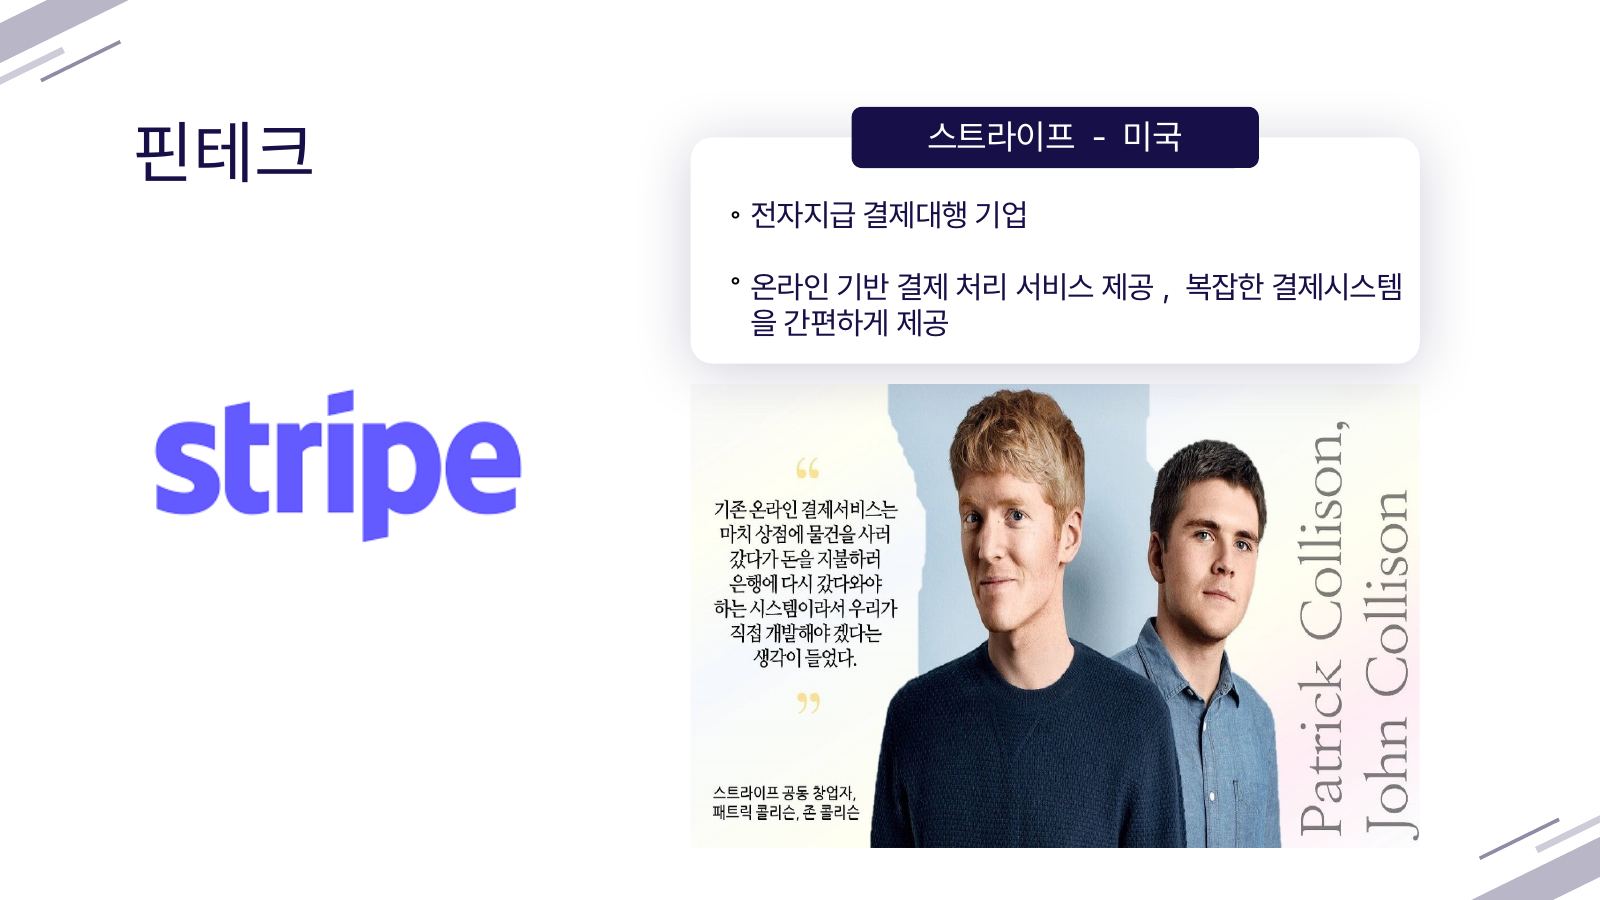 핀테크
스트라이프 - 미국
전자지급 결제대행 기업
온라인 기반 결제 처리 서비스 제공 , 복잡한 결제시스템
을 간편하게 제공
stripe
“
기존 온라인 결제서비스는
마치 상점에 물건을 사러
갔다가 돈을 지불하러
은행에 다시 갔다와야
하는 시스템이라서 우리가
직접 개발해야 겠다는
생각이 들었다.
”
스트라이프 공동 창업자,
패트릭 콜리슨, 존 콜리슨
Patrick Collison,
John Collison